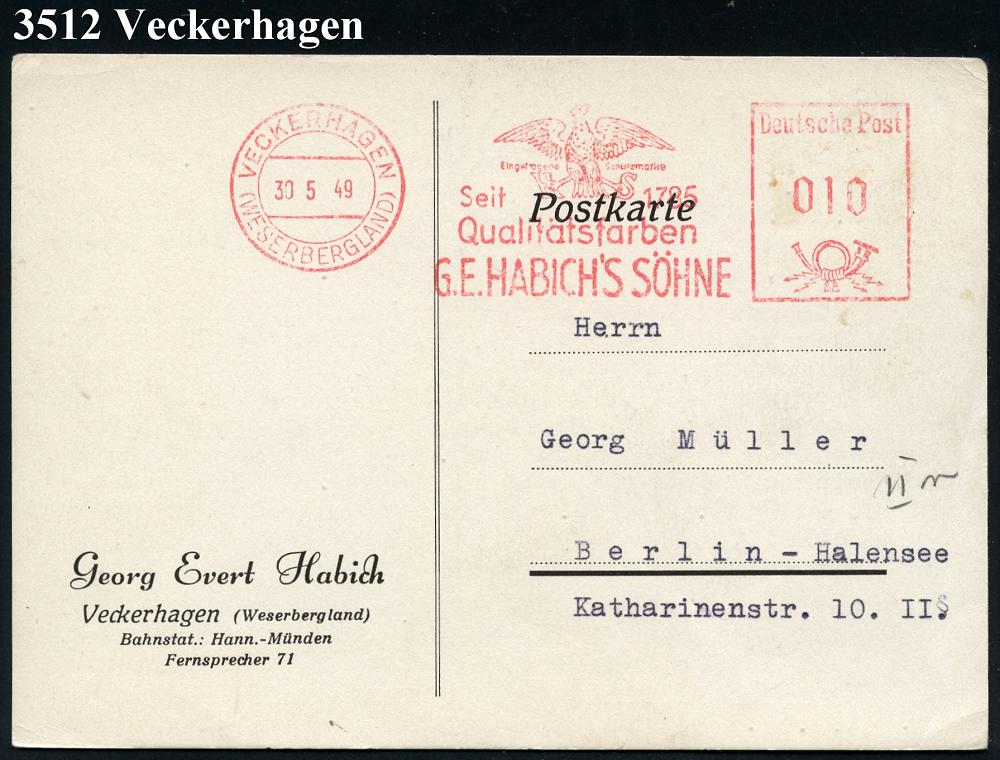 3512 Veckerhagen
VECKERHAGEN
30 5 49
(WESERBERGLAND)
Eingetragene Schutzmarke
Seit 1785
Postkarte
Qualitätsfarben
G.E. HABICH'S SÖHNE
Deutsche Post
010
Herrn
Georg Müller
II
Berlin-Halensee
Katharinenstr. 10. II
Georg Evert Habich
Veckerhagen (Weserbergland)
Bahnstat.: Hann.-Münden
Fernsprecher 71